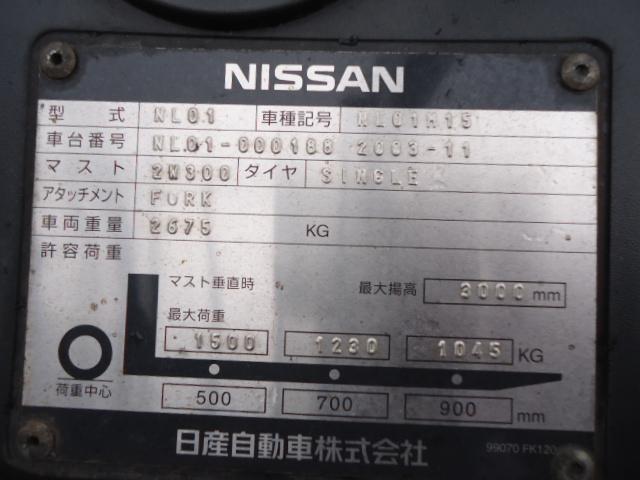 NISSAN
型式 NL01 車種記号 NL01M15
車台番号 NL01-000188 2003-11
マスト 2W300 タイヤ SINGLE
アタッチメント FORK
車両重量 2675 KG
許容荷重
マスト垂直時 最大揚高 3000 mm
最大荷重
1500 1230 1045 KG
荷重中心 500 700 900 mm
日産自動車株式会社 99070 FK120